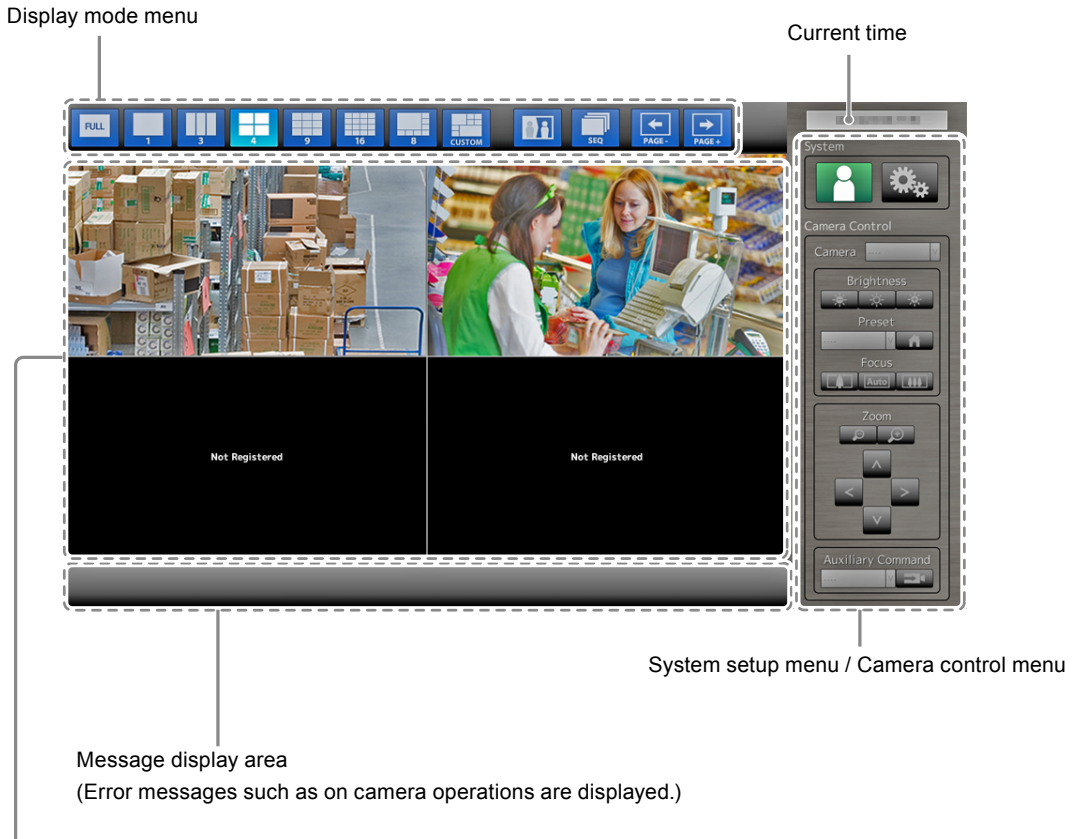 Display mode menu
Current time
FULL
1
3
4
9
16
8
CUSTOM
SEQ
PAGE -
PAGE +
System
Camera Control
Camera ----
Brightness
Preset
----
Focus
Auto
Zoom
Not Registered
Not Registered
Auxiliary Command
----
System setup menu / Camera control menu
Message display area
(Error messages such as on camera operations are displayed.)